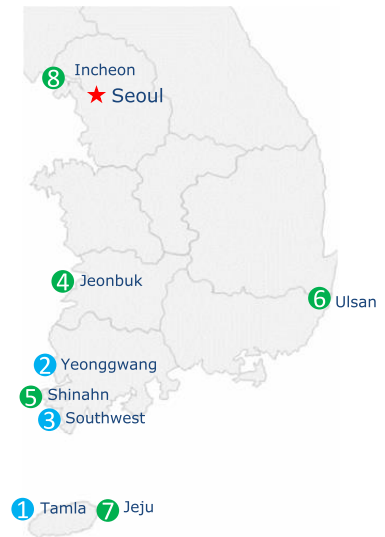 8 Incheon
★ Seoul
4 Jeonbuk
6 Ulsan
2 Yeonggwang
5 Shinahn
3 Southwest
1 Tamla
7 Jeju